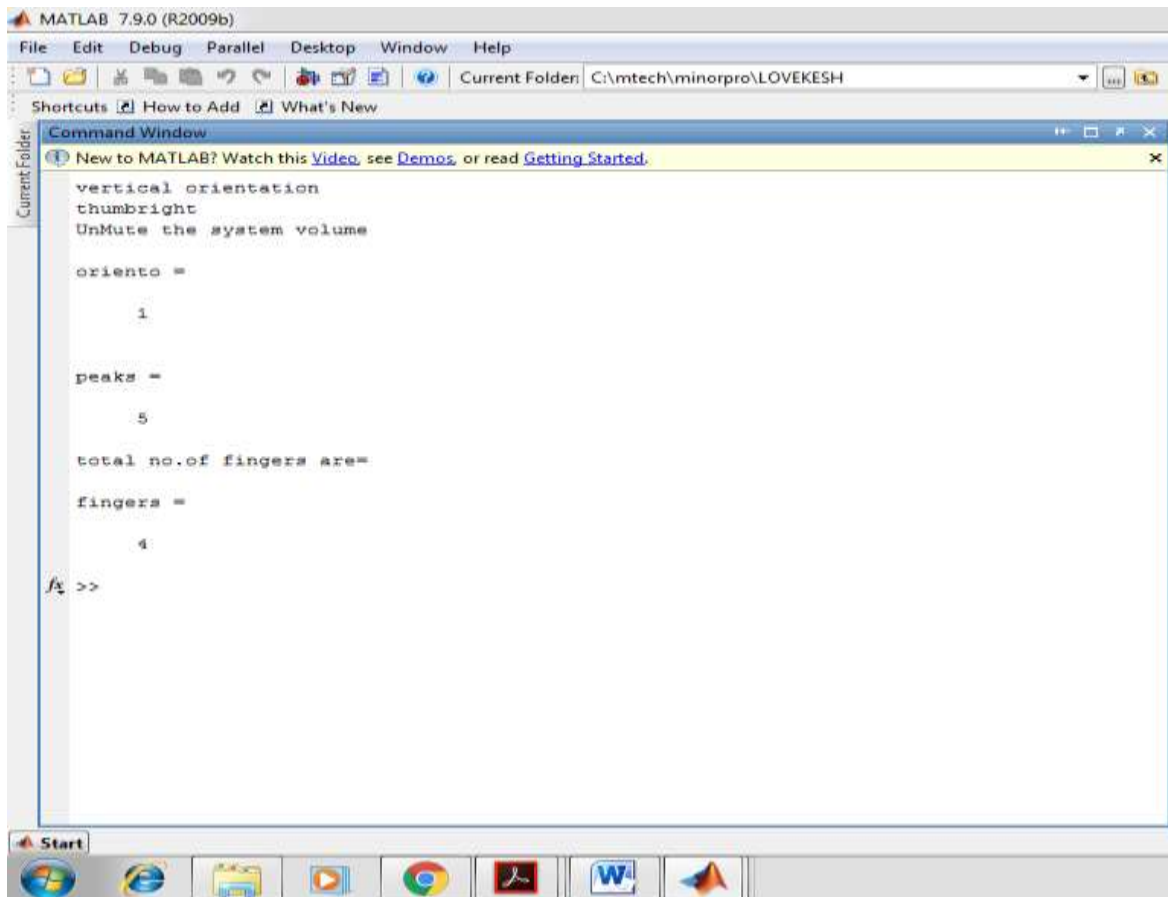 MATLAB 7.9.0 (R2009b)
File Edit Debug Parallel Desktop Window Help
Current Folder: C:\mtech\minorpro\LOVEKESH
Shortcuts How to Add What's New
Current Folder
Command Window
New to MATLAB? Watch this Video, see Demos, or read Getting Started.
vertical orientation
thumbright
UnMute the system volume
oriento =
1
peaks =
5
total no.of fingers are=
fingers =
4
fx >>
Start
W